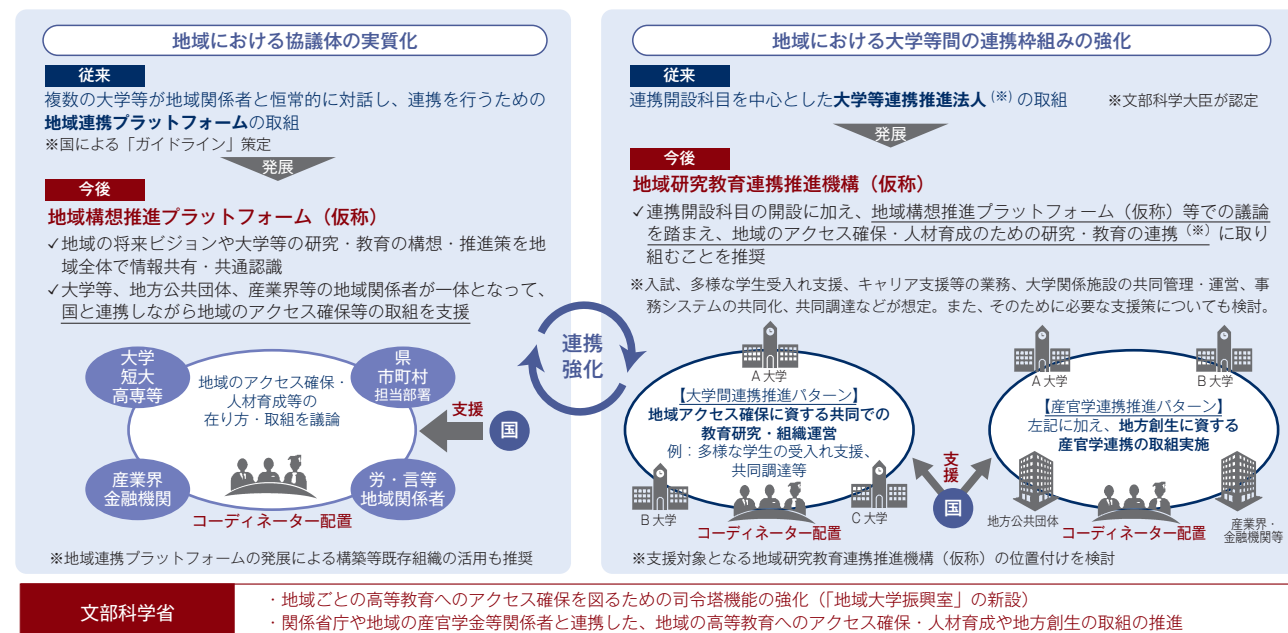 地域における協議体の実質化
従来
複数の大学等が地域関係者と恒常的に対話し、連携を行うための
地域連携プラットフォームの取組
※国による「ガイドライン」策定
発展
今後
地域構想推進プラットフォーム（仮称）
✓地域の将来ビジョンや大学等の研究・教育の構想・推進策を地
域全体で情報共有・共通認識
✓大学等、地方公共団体、産業界等の地域関係者が一体となって、
国と連携しながら地域のアクセス確保等の取組を支援
大学
短大
高専等
県
市町村
担当部署
地域のアクセス確保・
人材育成等の
在り方・取組を議論
支援
国
産業界
金融機関
労・言等
地域関係者
コーディネーター配置
※地域連携プラットフォームの発展による構築等既存組織の活用も推奨
連携
強化
地域における大学等間の連携枠組みの強化
従来
連携開設科目を中心とした大学等連携推進法人（※）の取組
※文部科学大臣が認定
発展
今後
地域研究教育連携推進機構（仮称）
✓連携開設科目の開設に加え、地域構想推進プラットフォーム（仮称）等での議論
を踏まえ、地域のアクセス確保・人材育成のための研究・教育の連携（※）に取り
組むことを推奨
※入試、多様な学生受入れ支援、キャリア支援等の業務、大学関係施設の共同管理・運営、事
務システムの共同化、共同調達などが想定。また、そのために必要な支援策についても検討。
A大学
【大学間連携推進パターン】
地域アクセス確保に資する共同での
教育研究・組織運営
例：多様な学生の受入れ支援、
共同調達等
B大学
C大学
コーディネーター配置
支援
国
A大学
B大学
【産官学連携推進パターン】
左記に加え、地方創生に資する
産官学連携の取組実施
地方公共団体
産業界・
金融機関等
コーディネーター配置
※支援対象となる地域研究教育連携推進機構（仮称）の位置付けを検討
文部科学省
・地域ごとの高等教育へのアクセス確保を図るための司令塔機能の強化（「地域大学振興室」の新設）
・関係省庁や地域の産官学金等関係者と連携した、地域の高等教育へのアクセス確保・人材育成や地方創生の取組の推進